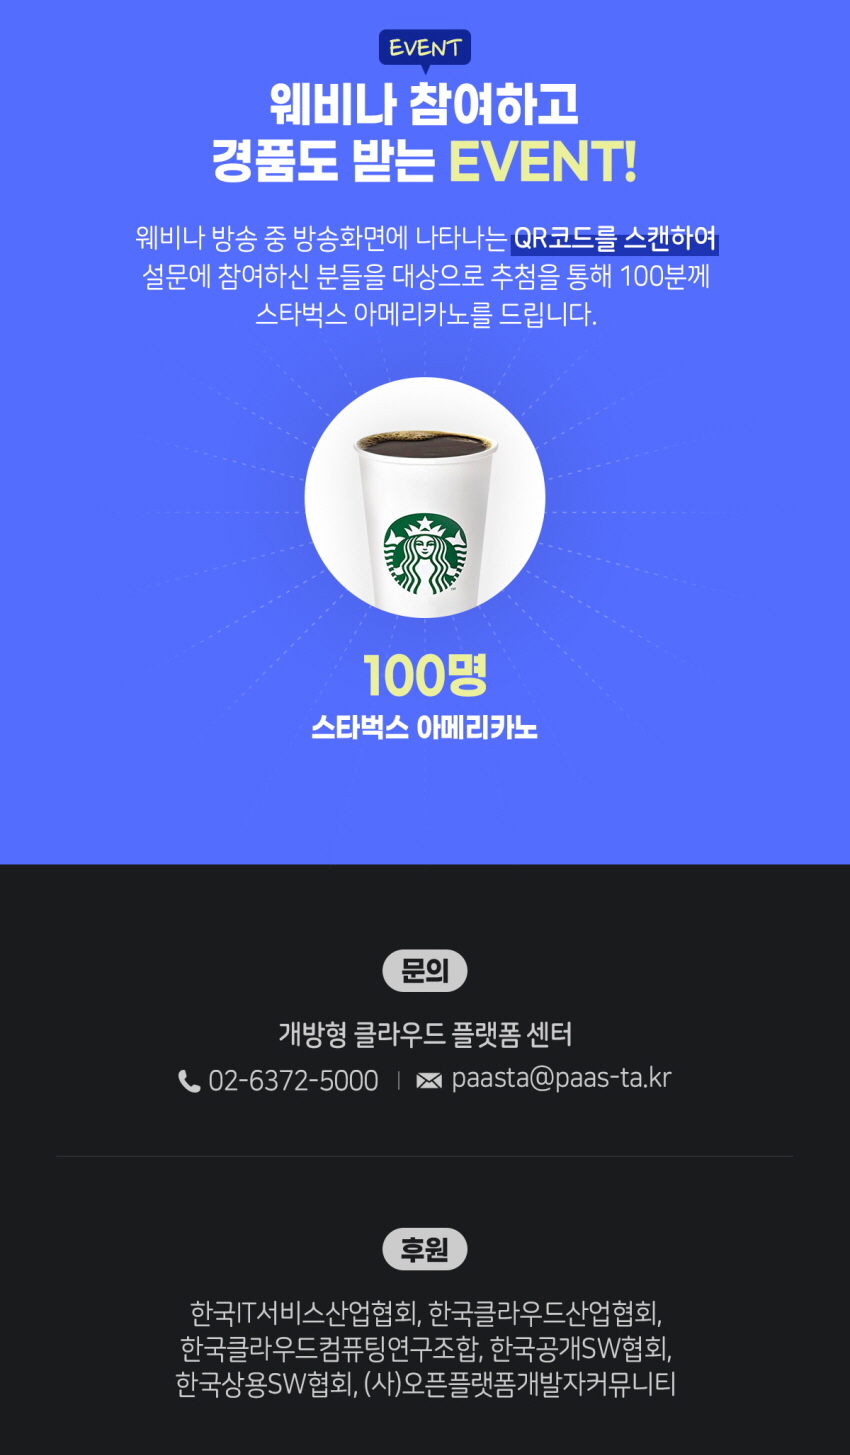 EVENT
웨비나 참여하고
경품도 받는 EVENT!
웨비나 방송 중 방송화면에 나타나는 QR코드를 스캔하여
설문에 참여하신 분들을 대상으로 추첨을 통해 100분께
스타벅스 아메리카노를 드립니다.
100명
스타벅스 아메리카노
문의
개방형 클라우드 플랫폼 센터
02-6372-5000 | paasta@paas-ta.kr
후원
한국IT서비스산업협회, 한국클라우드산업협회,
한국클라우드컴퓨팅연구조합, 한국공개SW협회,
한국상용SW협회, (사)오픈플랫폼개발자커뮤니티